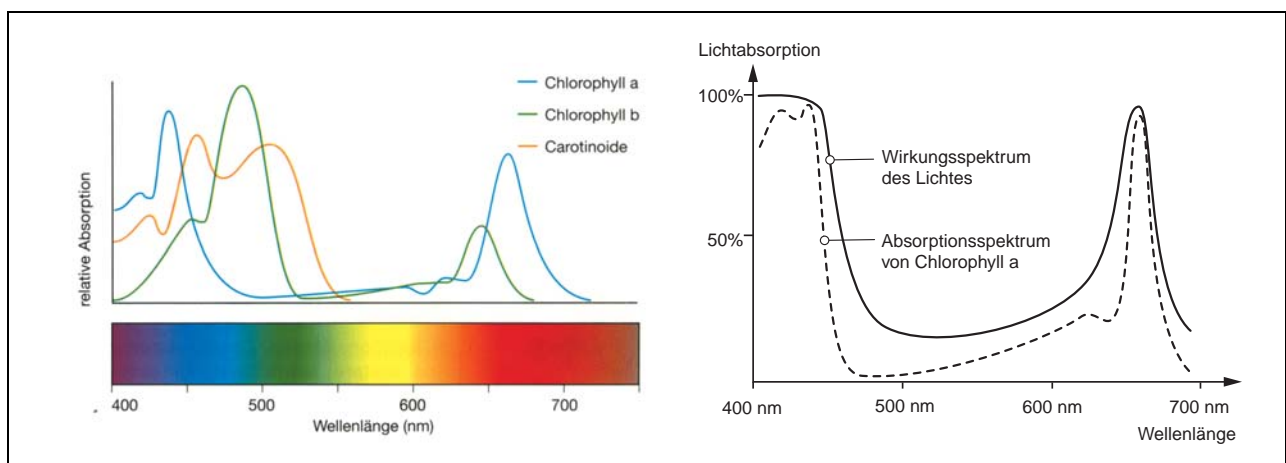 Chlorophyll a
Chlorophyll b
Carotinoide
relative Absorption
400
500
600
700
Wellenlänge (nm)
Lichtabsorption
100%
Wirkungsspektrum
des Lichtes
50%
Absorptionsspektrum
von Chlorophyll a
400 nm
500 nm
600 nm
700 nm
Wellenlänge